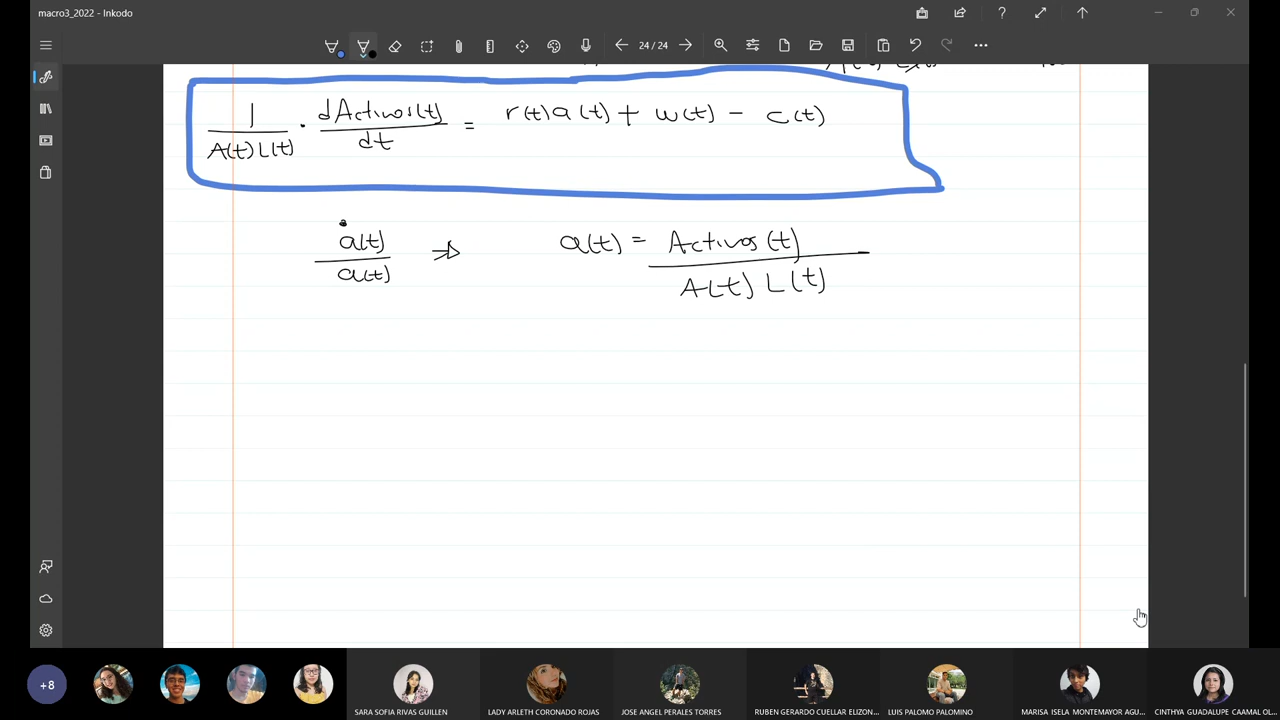 macro3_2022 - Inkodo
24 / 24
1/(A(t)L(t)) · dActivos(t)/dt = r(t)a(t) + w(t) - c(t)
ȧ(t)/a(t) ⇒ a(t) = Activos(t)/(A(t) L(t))
+8
SARA SOFIA RIVAS GUILLEN
LADY ARLETH CORONADO ROJAS
JOSE ANGEL PERALES TORRES
RUBEN GERARDO CUELLAR ELIZON...
LUIS PALOMO PALOMINO
MARISA ISELA MONTEMAYOR AGU...
CINTHYA GUADALUPE CAAMAL OL...